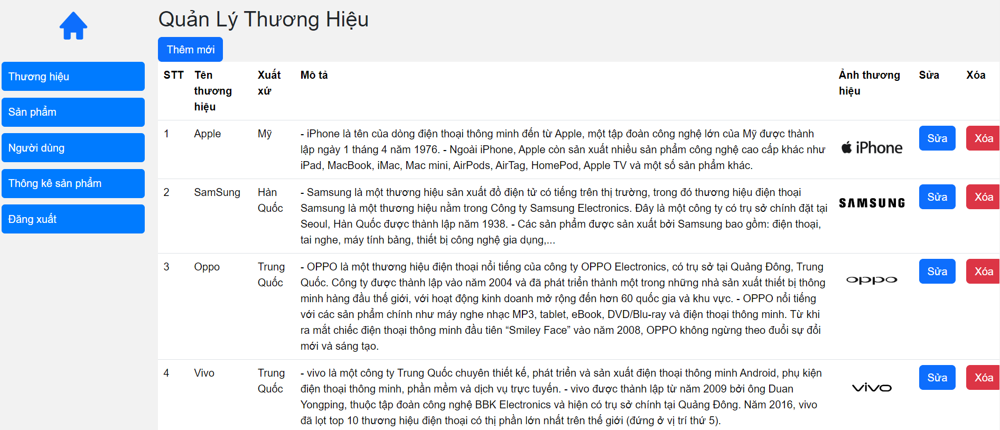 Quản Lý Thương Hiệu
Thêm mới
Thương hiệu
Sản phẩm
Người dùng
Thông kê sản phẩm
Đăng xuất
STT Tên thương hiệu Xuất xứ Mô tả Ảnh thương hiệu Sửa Xóa
1 Apple Mỹ
- iPhone là tên của dòng điện thoại thông minh đến từ Apple, một tập đoàn công nghệ lớn của Mỹ được thành
lập ngày 1 tháng 4 năm 1976. - Ngoài iPhone, Apple còn sản xuất nhiều sản phẩm công nghệ cao cấp khác như
iPad, MacBook, iMac, Mac mini, AirPods, AirTag, HomePod, Apple TV và một số sản phẩm khác.
iPhone
Sửa Xóa
2 SamSung Hàn Quốc
- Samsung là một thương hiệu sản xuất đồ điện tử có tiếng trên thị trường, trong đó thương hiệu điện thoại
Samsung là một thương hiệu nằm trong Công ty Samsung Electronics. Đây là một công ty có trụ sở chính đặt tại
Seoul, Hàn Quốc được thành lập năm 1938. - Các sản phẩm được sản xuất bởi Samsung bao gồm: điện thoại,
tai nghe, máy tính bảng, thiết bị công nghệ gia dụng,...
SAMSUNG
Sửa Xóa
3 Oppo Trung Quốc
- OPPO là một thương hiệu điện thoại nổi tiếng của công ty OPPO Electronics, có trụ sở tại Quảng Đông, Trung
Quốc. Công ty được thành lập vào năm 2004 và đã phát triển thành một trong những nhà sản xuất thiết bị thông
minh hàng đầu thế giới, với hoạt động kinh doanh mở rộng đến hơn 60 quốc gia và khu vực. - OPPO nổi tiếng
với các sản phẩm chính như máy nghe nhạc MP3, tablet, eBook, DVD/Blu-ray và điện thoại thông minh. Từ khi
ra mắt chiếc điện thoại thông minh đầu tiên “Smiley Face” vào năm 2008, OPPO không ngừng theo đuổi sự đổi
mới và sáng tạo.
oppo
Sửa Xóa
4 Vivo Trung Quốc
- vivo là một công ty Trung Quốc chuyên thiết kế, phát triển và sản xuất điện thoại thông minh Android, phụ kiện
điện thoại thông minh, phần mềm và dịch vụ trực tuyến. - vivo được thành lập từ năm 2009 bởi ông Duan
Yongping, thuộc tập đoàn công nghệ BBK Electronics và hiện có trụ sở chính tại Quảng Đông. Năm 2016, vivo
đã lọt top 10 thương hiệu điện thoại có thị phần lớn nhất trên thế giới (đứng ở vị trí thứ 5).
vivo
Sửa Xóa